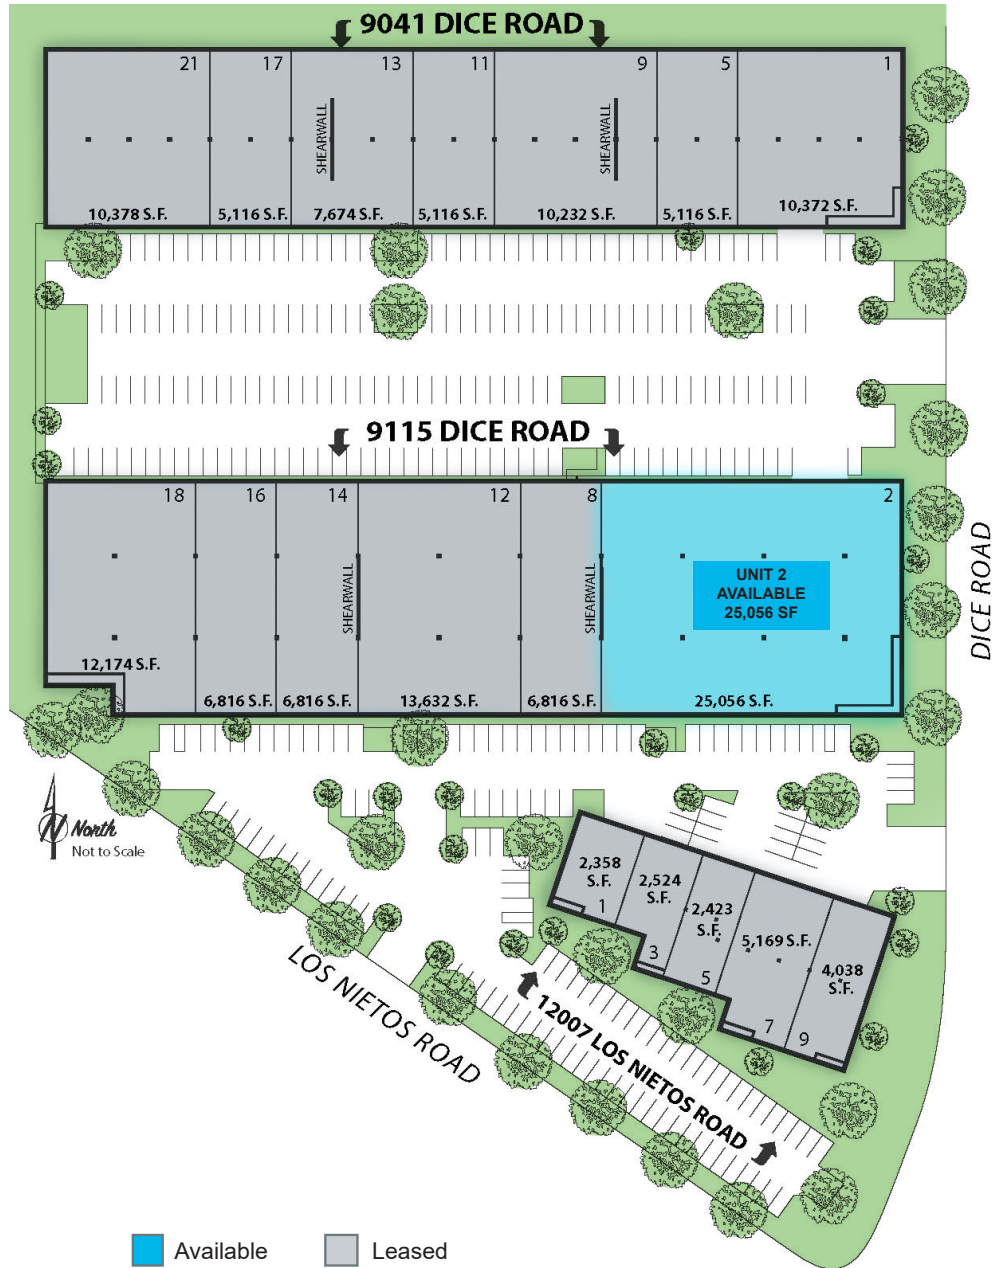 9041 DICE ROAD
21
17
13
11
9
5
1
SHEARWALL
SHEARWALL
10,378 S.F.
5,116 S.F.
7,674 S.F.
5,116 S.F.
10,232 S.F.
5,116 S.F.
10,372 S.F.
9115 DICE ROAD
18
16
14
12
8
2
SHEARWALL
SHEARWALL
UNIT 2
AVAILABLE
25,056 SF
12,174 S.F.
6,816 S.F.
6,816 S.F.
13,632 S.F.
6,816 S.F.
25,056 S.F.
DICE ROAD
N North
Not to Scale
2,358
S.F.
1
2,524
S.F.
3
2,423
S.F.
5
5,169 S.F.
7
4,038
S.F.
9
LOS NIETOS ROAD
12007 LOS NIETOS ROAD
Available
Leased